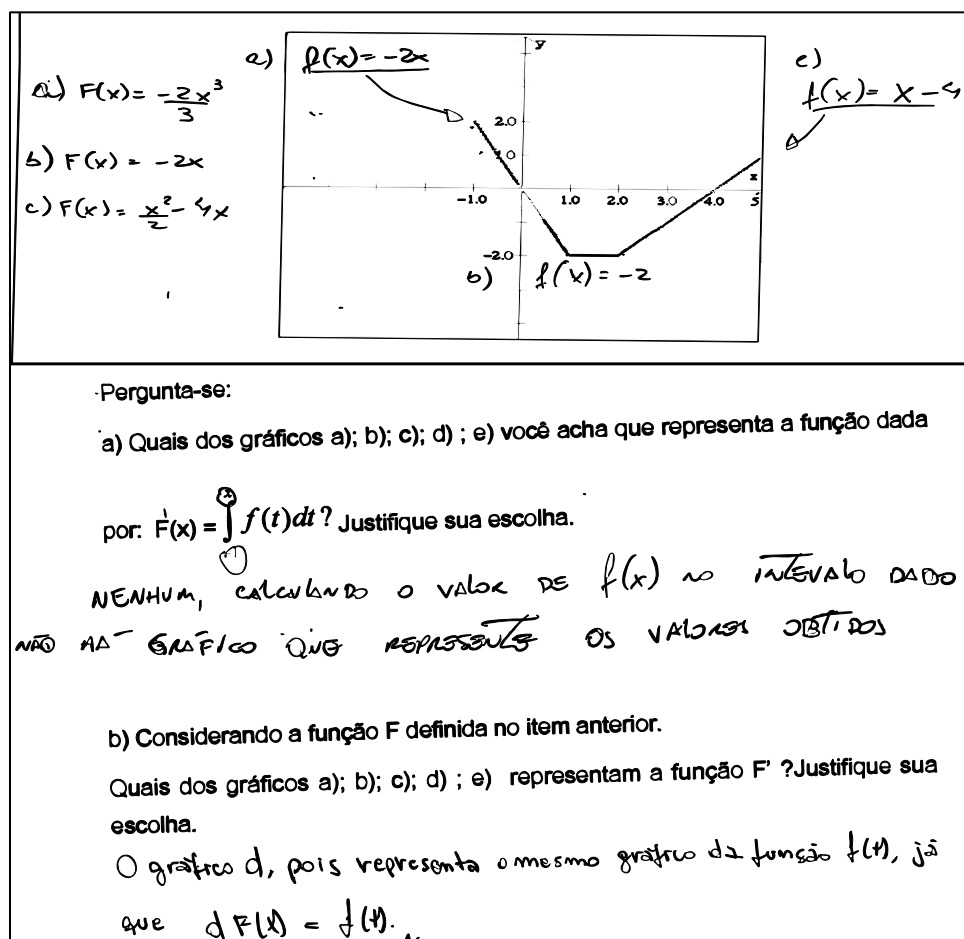 a) f(x) = -2x
c)
f(x) = x - 4
a) F(x) = -2x³/3
b) F(x) = -2x
c) F(x) = x²/2 - 4x
y
2.0
1.0
x
-1.0 1.0 2.0 3.0 4.0 5
-2.0
b) f(x) = -2
Pergunta-se:
a) Quais dos gráficos a); b); c); d) ; e) você acha que representa a função dada
por: F(x) = ∫ f(t)dt ? Justifique sua escolha.
NENHUM, CALCULANDO O VALOR DE f(x) NO INTEVALO DADO
NÃO HÁ GRÁFICO QUE REPRESENTE OS VALORES OBTIDOS
b) Considerando a função F definida no item anterior.
Quais dos gráficos a); b); c); d) ; e) representam a função F' ?Justifique sua
escolha.
O gráfico d, pois representa o mesmo gráfico da função f(t), já
que dF(x) = f(t).